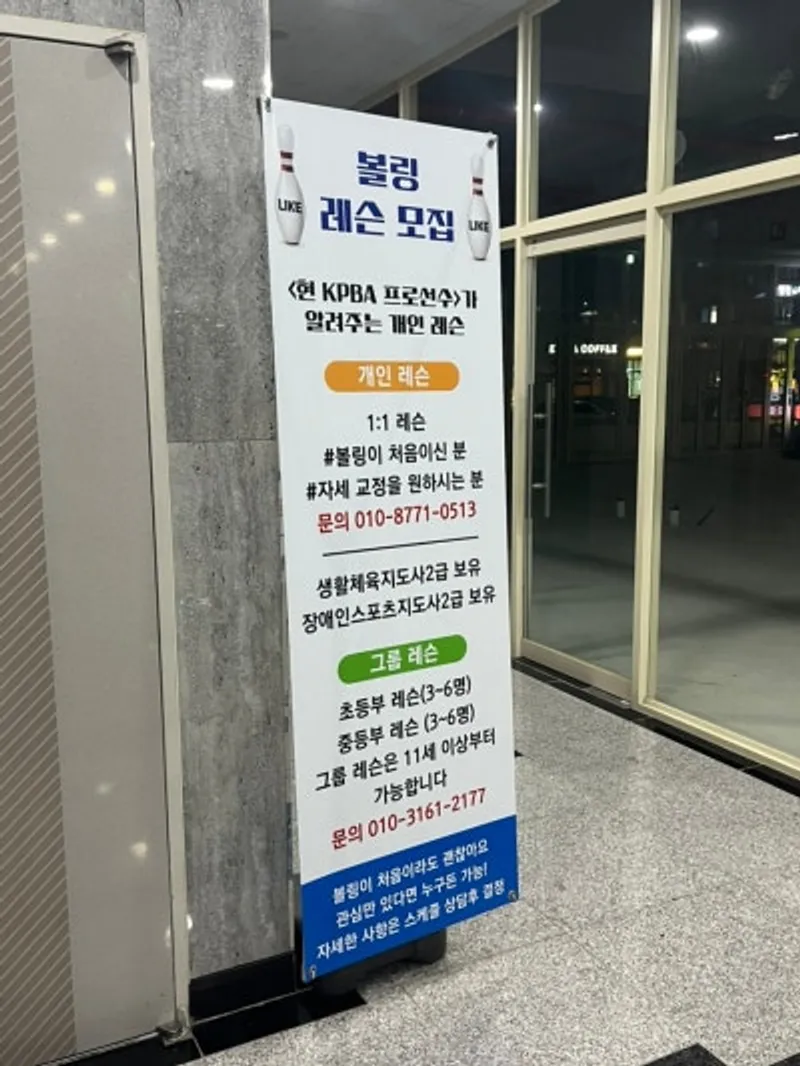 볼링
레슨 모집
LIKE
LIKE
<현 KPBA 프로선수>가
알려주는 개인 레슨
개인 레슨
1:1 레슨
#볼링이 처음이신 분
#자세 교정을 원하시는 분
문의 010-8771-0513
생활체육지도사2급 보유
장애인스포츠지도사2급 보유
그룹 레슨
초등부 레슨(3~6명)
중등부 레슨 (3~6명)
그룹 레슨은 11세 이상부터
가능합니다
문의 010-3161-2177
볼링이 처음이라도 괜찮아요
관심만 있다면 누구든 가능!
자세한 사항은 스케줄 상담후 결정
COFFEE